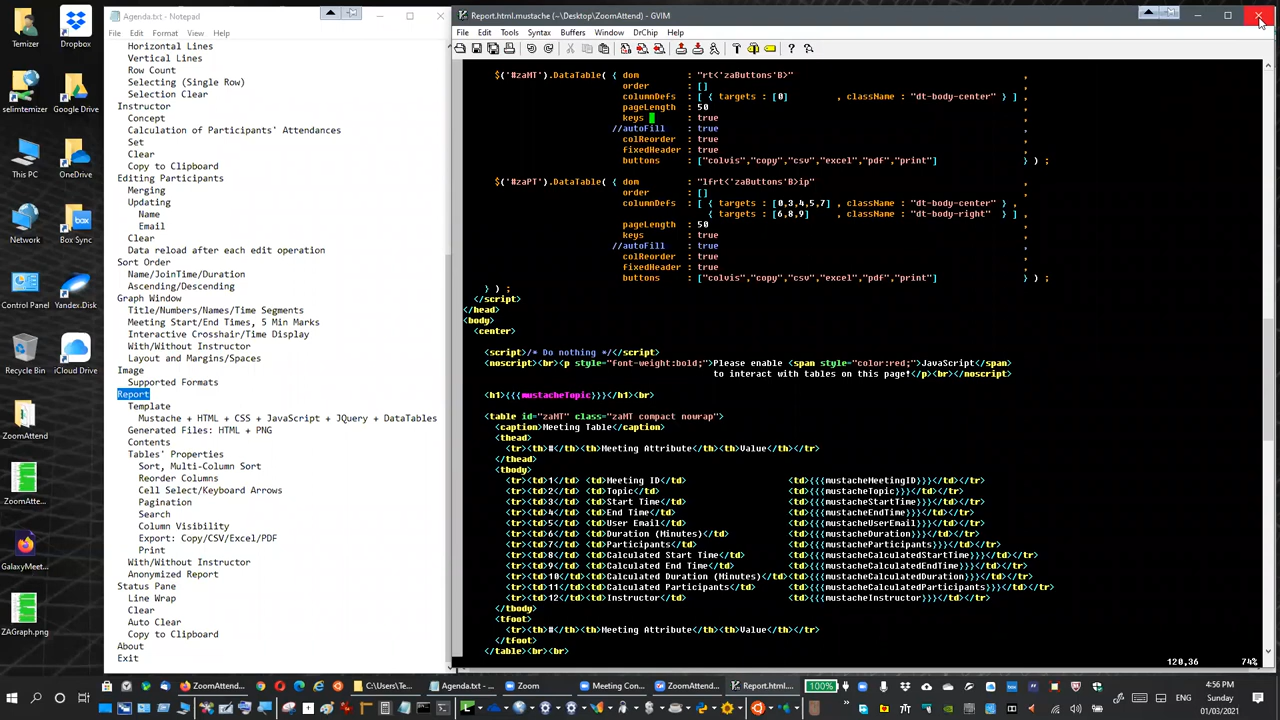 Agenda.txt - Notepad
File Edit Format View Help
Horizontal Lines
Vertical Lines
Row Count
Selecting (Single Row)
Selection Clear
Instructor
Concept
Calculation of Participants' Attendances
Set
Clear
Copy to Clipboard
Editing Participants
Merging
Updating
Name
Email
Clear
Data reload after each edit operation
Sort Order
Name/JoinTime/Duration
Ascending/Descending
Graph Window
Title/Numbers/Names/Time Segments
Meeting Start/End Times, 5 Min Marks
Interactive Crosshair/Time Display
With/Without Instructor
Layout and Margins/Spaces
Image
Supported Formats
Report
Template
Mustache + HTML + CSS + JavaScript + JQuery + DataTables
Generated Files: HTML + PNG
Contents
Tables' Properties
Sort, Multi-Column Sort
Reorder Columns
Cell Select/Keyboard Arrows
Pagination
Search
Column Visibility
Export: Copy/CSV/Excel/PDF
Print
With/Without Instructor
Anonymized Report
Status Pane
Line Wrap
Clear
Auto Clear
Copy to Clipboard
About
Exit
Report.html.mustache (~\Desktop\ZoomAttend) - GVIM
File Edit Tools Syntax Buffers Window DrChip Help
$('#zaMT').DataTable( { dom : "rt<'zaButtons'B>" ,
order : [] ,
columnDefs : [ { targets : [0] , className : "dt-body-center" } ] ,
pageLength : 50 ,
keys : true ,
//autoFill : true ,
colReorder : true ,
fixedHeader : true ,
buttons : ["colvis","copy","csv","excel","pdf","print"] } ) ;
$('#zaPT').DataTable( { dom : "lfrt<'zaButtons'B>ip" ,
order : [] ,
columnDefs : [ { targets : [0,3,4,5,7] , className : "dt-body-center" } ,
{ targets : [6,8,9] , className : "dt-body-right" } ] ,
pageLength : 50 ,
keys : true ,
//autoFill : true ,
colReorder : true ,
fixedHeader : true ,
buttons : ["colvis","copy","csv","excel","pdf","print"] } ) ;
} ) ;
</script>
</head>
<body>
<center>
<script>/* Do nothing */</script>
<noscript><br><p style="font-weight:bold;">Please enable <span style="color:red;">JavaScript</span>
to interact with tables on this page!</p><br></noscript>
<h1>{{{mustacheTopic}}}</h1><br>
<table id="zaMT" class="zaMT compact nowrap">
<caption>Meeting Table</caption>
<thead>
<tr><th>#</th><th>Meeting Attribute</th><th>Value</th></tr>
</thead>
<tbody>
<tr><td>1</td> <td>Meeting ID</td> <td>{{{mustacheMeetingID}}}</td></tr>
<tr><td>2</td> <td>Topic</td> <td>{{{mustacheTopic}}}</td></tr>
<tr><td>3</td> <td>Start Time</td> <td>{{{mustacheStartTime}}}</td></tr>
<tr><td>4</td> <td>End Time</td> <td>{{{mustacheEndTime}}}</td></tr>
<tr><td>5</td> <td>User Email</td> <td>{{{mustacheUserEmail}}}</td></tr>
<tr><td>6</td> <td>Duration (Minutes)</td> <td>{{{mustacheDuration}}}</td></tr>
<tr><td>7</td> <td>Participants</td> <td>{{{mustacheParticipants}}}</td></tr>
<tr><td>8</td> <td>Calculated Start Time</td> <td>{{{mustacheCalculatedStartTime}}}</td></tr>
<tr><td>9</td> <td>Calculated End Time</td> <td>{{{mustacheCalculatedEndTime}}}</td></tr>
<tr><td>10</td><td>Calculated Duration (Minutes)</td><td>{{{mustacheCalculatedDuration}}}</td></tr>
<tr><td>11</td><td>Calculated Participants</td> <td>{{{mustacheCalculatedParticipants}}}</td></tr>
<tr><td>12</td><td>Instructor</td> <td>{{{mustacheInstructor}}}</td></tr>
</tbody>
<tfoot>
<tr><th>#</th><th>Meeting Attribute</th><th>Value</th></tr>
</tfoot>
</table><br><br>
120,36 74%
Temizer
Dropbox
selimtemizer
Google Drive
This PC
OneDrive
Network
Box Sync
Control Panel
Yandex.Disk
Recycle Bin
iCloud Drive
ZoomAttend
ZoomAtte...
GalaxyMeet...
ZAGraph.png
ZoomAttend...
C:\Users\Te...
Agenda.txt - ...
Zoom
Meeting Con...
ZoomAttend...
Report.html....
100%
ENG
4:56 PM
Sunday
01/03/2021